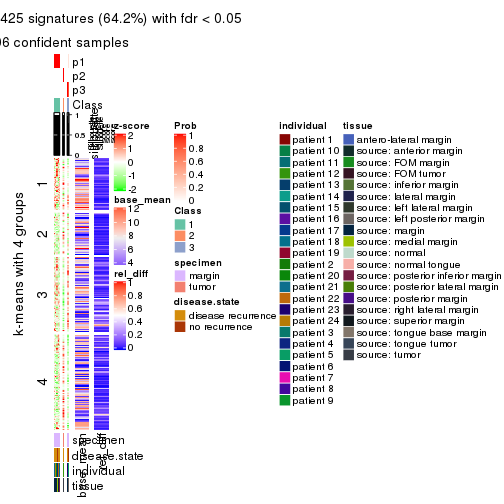 425 signatures (64.2%) with fdr < 0.05
96 confident samples
p1
p2
p3
Class
1
0.5
0
k-means with 4 groups
1
2
3
4
z-score
2
1
0
-1
-2
base_mean
12
10
8
6
4
rel_diff
1
0.8
0.6
0.4
0.2
0
Prob
1
0.8
0.6
0.4
0.2
0
Class
1
2
3
specimen
margin
tumor
disease.state
disease recurrence
no recurrence
individual
patient 1
patient 10
patient 11
patient 12
patient 13
patient 14
patient 15
patient 16
patient 17
patient 18
patient 19
patient 2
patient 20
patient 21
patient 22
patient 23
patient 24
patient 3
patient 4
patient 5
patient 6
patient 7
patient 8
patient 9
tissue
antero-lateral margin
source: anterior margin
source: FOM margin
source: FOM tumor
source: inferior margin
source: lateral margin
source: left lateral margin
source: left posterior margin
source: margin
source: medial margin
source: normal
source: normal tongue
source: posterior inferior margin
source: posterior lateral margin
source: posterior margin
source: right lateral margin
source: superior margin
source: tongue base margin
source: tongue tumor
source: tumor
specimen
disease.state
individual
tissue
base_mean
rel_diff